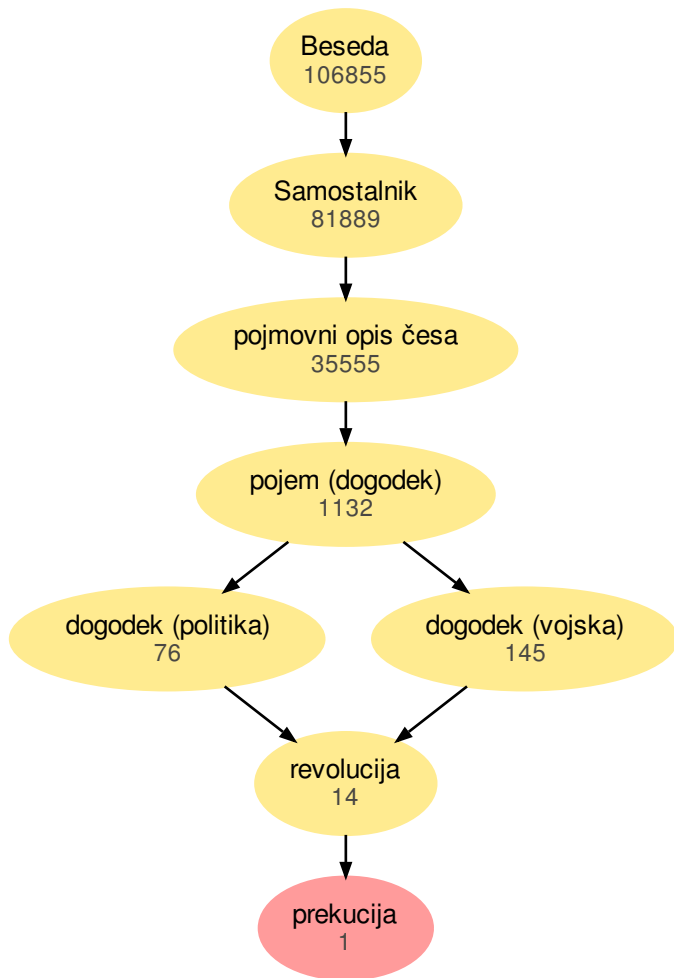 Beseda
106855
Samostalnik
81889
pojmovni opis česa
35555
pojem (dogodek)
1132
dogodek (politika)
76
dogodek (vojska)
145
revolucija
14
prekucija
1